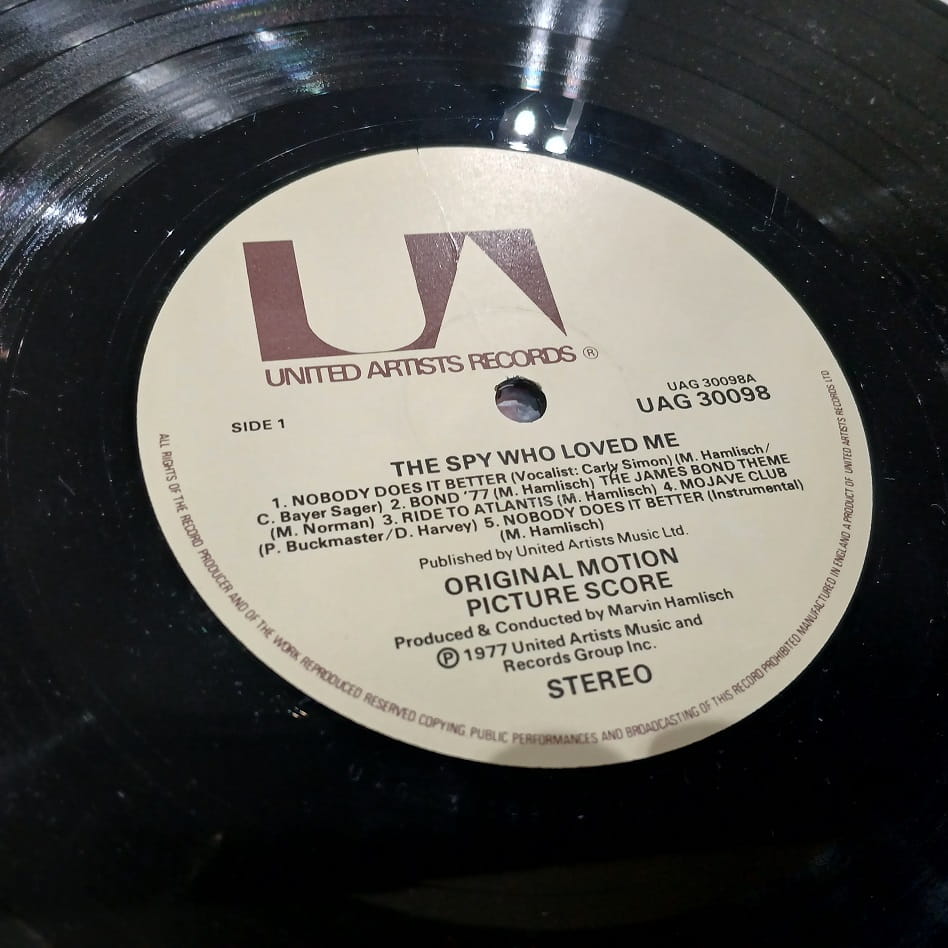 UA
UNITED ARTISTS RECORDS ®
SIDE 1
UAG 30098A
UAG 30098
THE SPY WHO LOVED ME
1. NOBODY DOES IT BETTER (Vocalist: Carly Simon) (M. Hamlisch/
C. Bayer Sager) 2. BOND '77 (M. Hamlisch) THE JAMES BOND THEME
(M. Norman) 3. RIDE TO ATLANTIS (M. Hamlisch) 4. MOJAVE CLUB
(P. Buckmaster/D. Harvey) 5. NOBODY DOES IT BETTER (Instrumental)
(M. Hamlisch)
Published by United Artists Music Ltd.
ORIGINAL MOTION
PICTURE SCORE
Produced & Conducted by Marvin Hamlisch
℗ 1977 United Artists Music and
Records Group Inc.
STEREO
ALL RIGHTS OF THE RECORD PRODUCER AND OF THE WORK REPRODUCED RESERVED. COPYING, PUBLIC PERFORMANCES AND BROADCASTING OF THIS RECORD PROHIBITED MANUFACTURED IN ENGLAND A PRODUCT OF UNITED ARTISTS RECORDS LTD